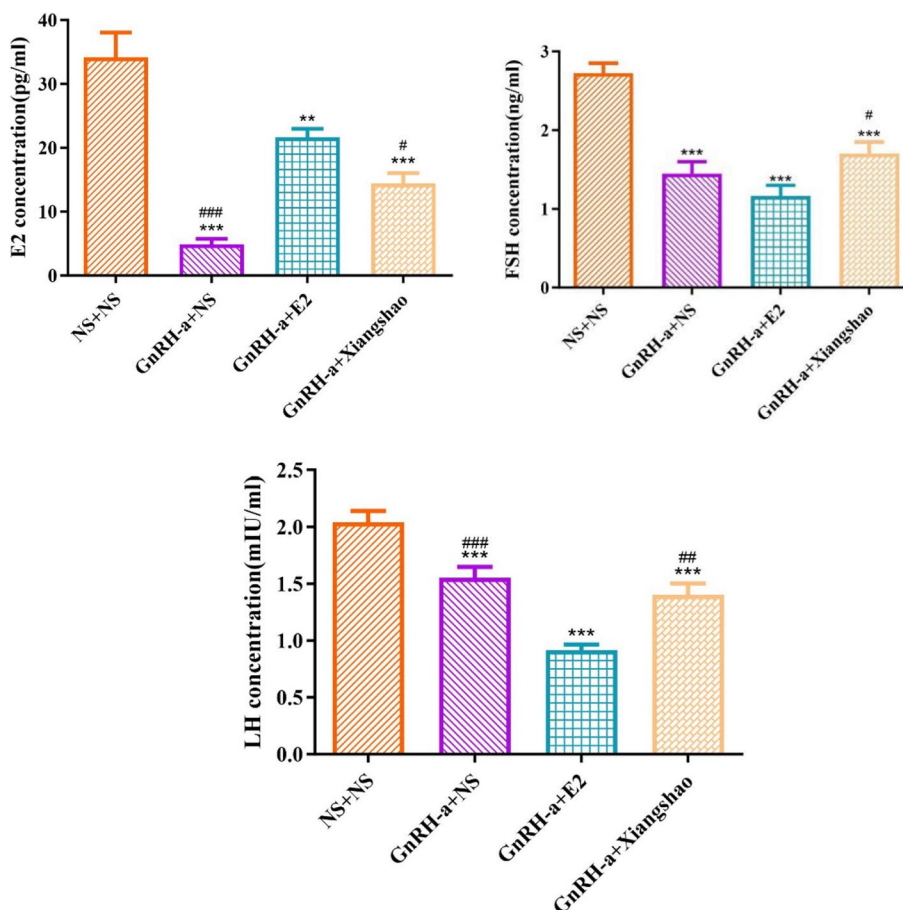 E2 concentration(pg/ml)
40
30
20
10
0
###
***
**
#
***
NS+NS
GnRH-a+NS
GnRH-a+E2
GnRH-a+Xiangshao
FSH concentration(ng/ml)
3
2
1
0
***
***
#
***
NS+NS
GnRH-a+NS
GnRH-a+E2
GnRH-a+Xiangshao
LH concentration(mIU/ml)
2.5
2.0
1.5
1.0
0.5
0.0
###
***
***
##
***
NS+NS
GnRH-a+NS
GnRH-a+E2
GnRH-a+Xiangshao